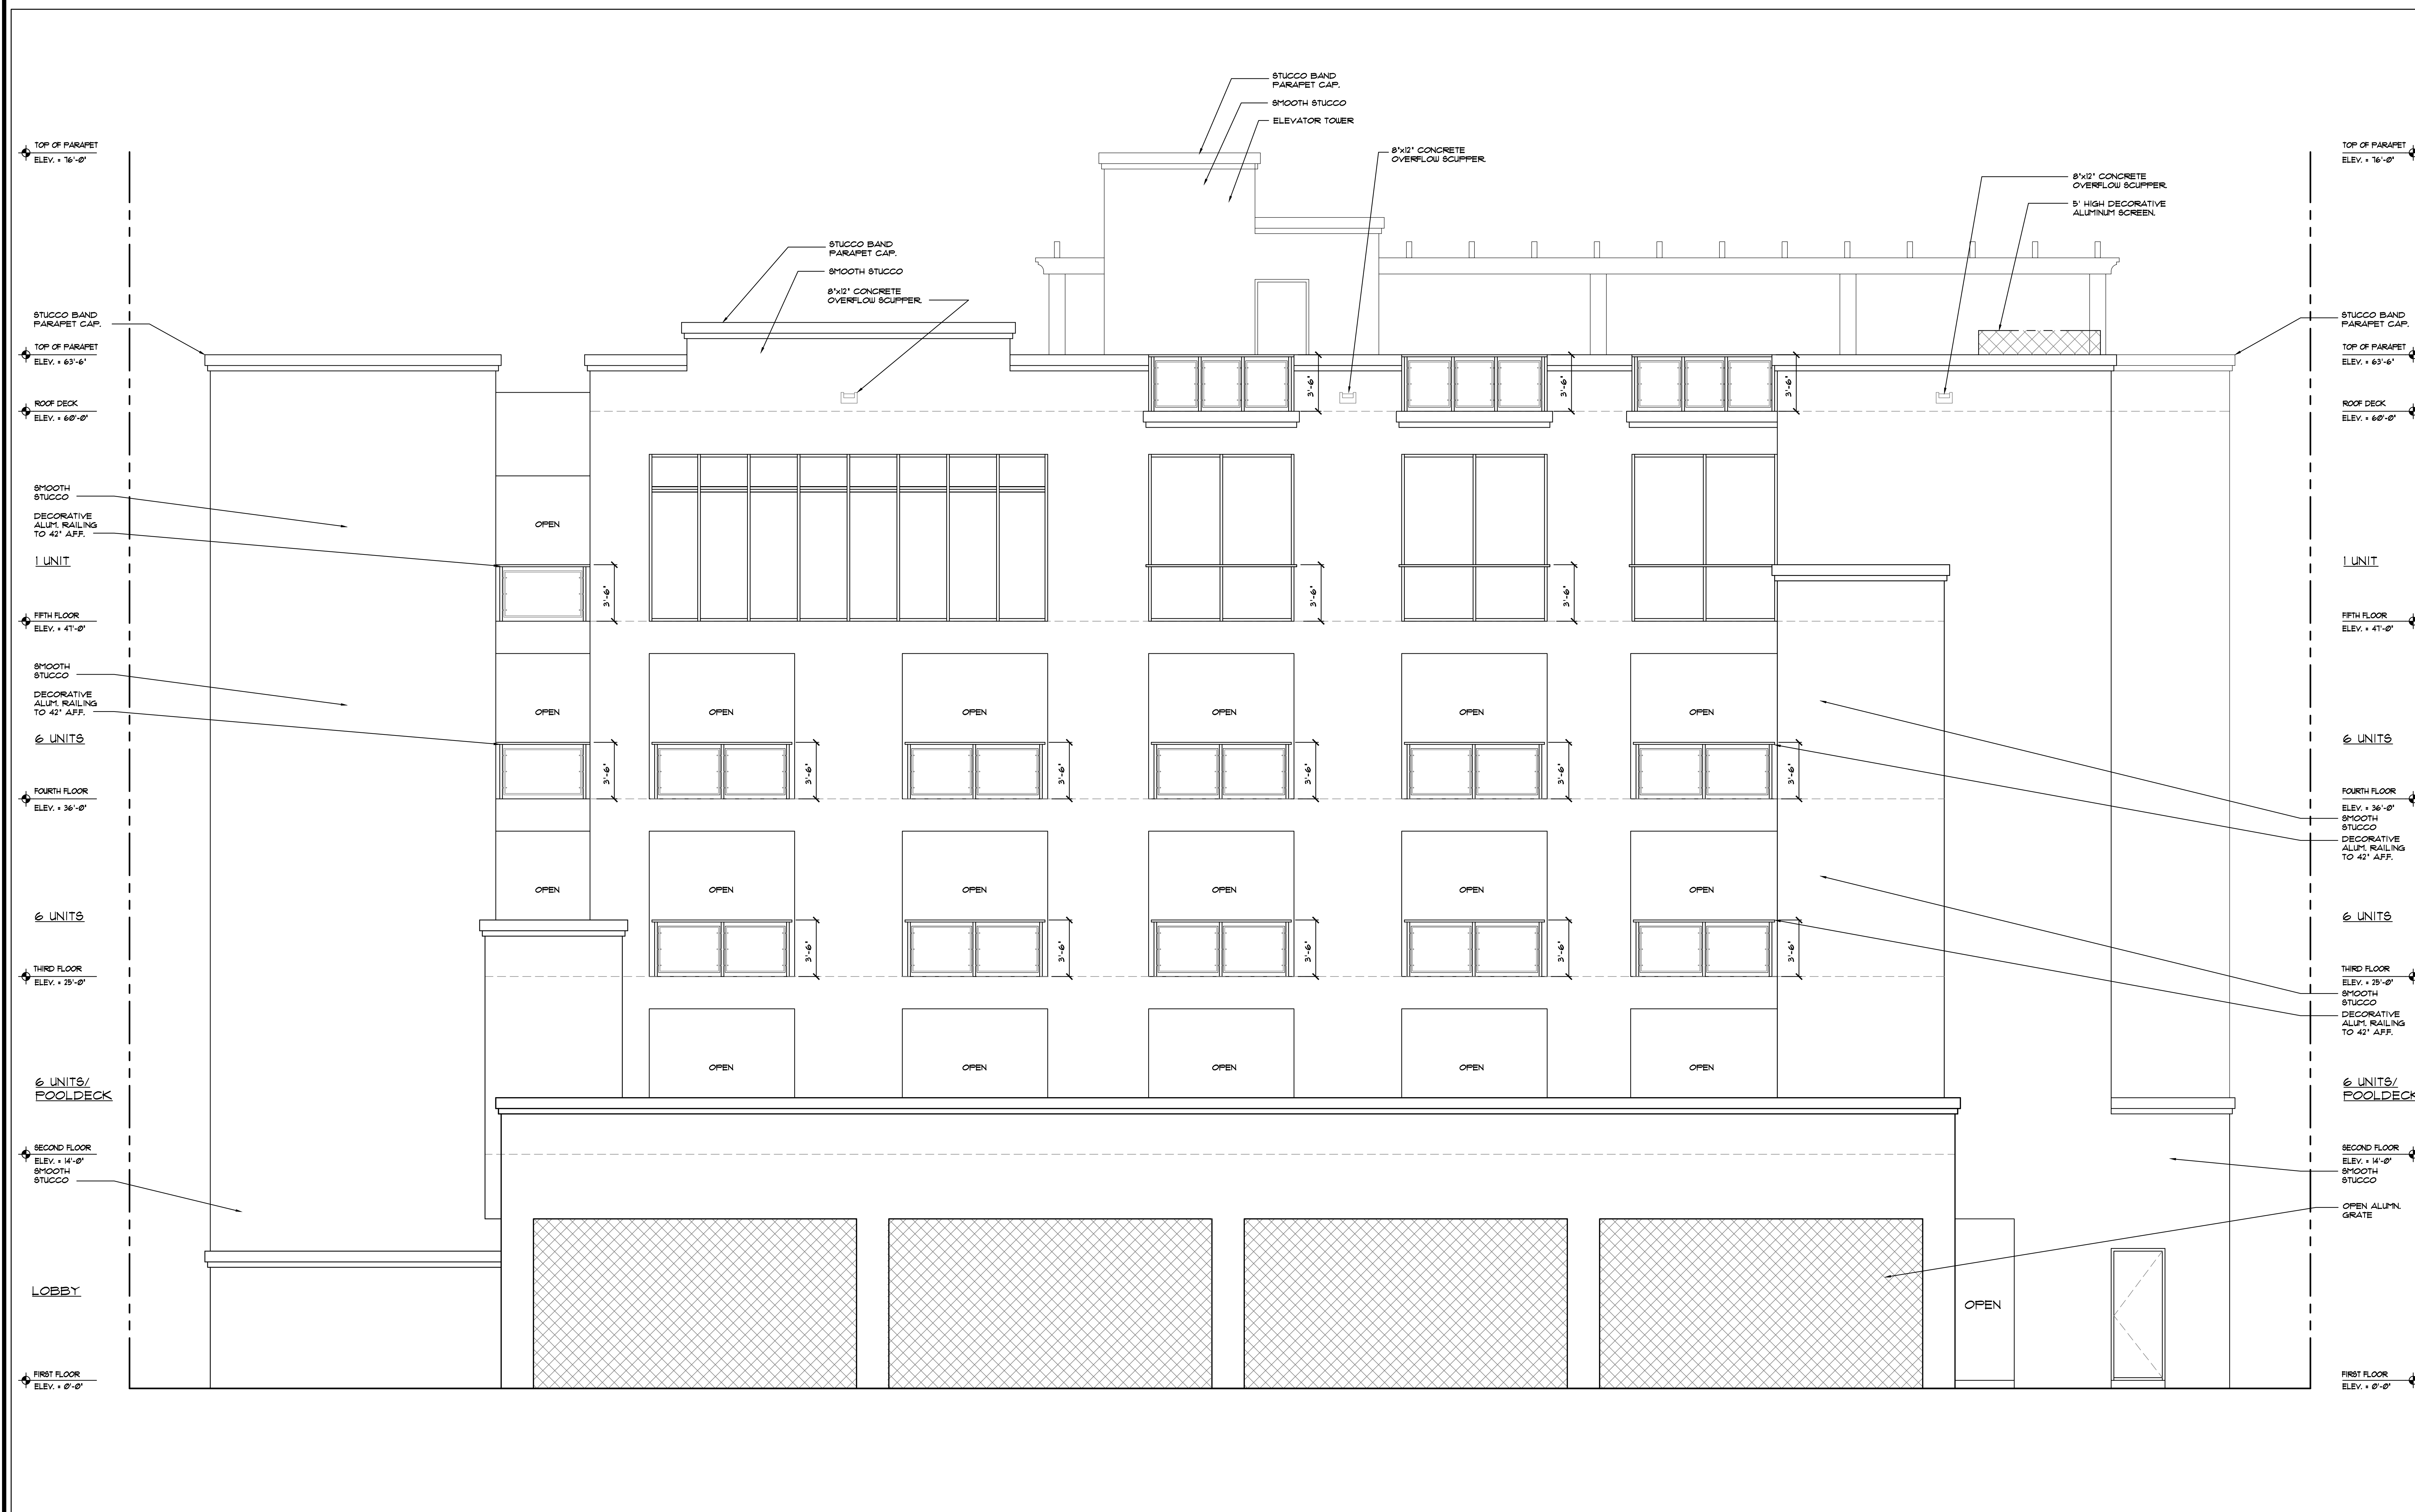 STUCCO BAND
PARAPET CAP.
SMOOTH STUCCO
ELEVATOR TOWER
8"x12" CONCRETE
OVERFLOW SCUPPER.
8"x12" CONCRETE
OVERFLOW SCUPPER.
5' HIGH DECORATIVE
ALUMINUM SCREEN.
STUCCO BAND
PARAPET CAP.
SMOOTH STUCCO
8"x12" CONCRETE
OVERFLOW SCUPPER.
TOP OF PARAPET
ELEV. = 76'-0"
STUCCO BAND
PARAPET CAP.
TOP OF PARAPET
ELEV. = 63'-6"
ROOF DECK
ELEV. = 60'-0"
SMOOTH
STUCCO
DECORATIVE
ALUM. RAILING
TO 42" A.F.F.
1 UNIT
FIFTH FLOOR
ELEV. = 47'-0"
SMOOTH
STUCCO
DECORATIVE
ALUM. RAILING
TO 42" A.F.F.
6 UNITS
FOURTH FLOOR
ELEV. = 36'-0"
6 UNITS
THIRD FLOOR
ELEV. = 25'-0"
6 UNITS/
POOLDECK
SECOND FLOOR
ELEV. = 14'-0"
SMOOTH
STUCCO
LOBBY
FIRST FLOOR
ELEV. = 0'-0"
3'-6"
3'-6"
3'-6"
OPEN
3'-6"
3'-6"
3'-6"
OPEN
OPEN
OPEN
OPEN
OPEN
OPEN
3'-6"
3'-6"
3'-6"
3'-6"
3'-6"
3'-6"
OPEN
OPEN
OPEN
OPEN
OPEN
OPEN
3'-6"
3'-6"
3'-6"
3'-6"
3'-6"
OPEN
OPEN
OPEN
OPEN
OPEN
OPEN
TOP OF PARAPET
ELEV. = 76'-0"
STUCCO BAND
PARAPET CAP.
TOP OF PARAPET
ELEV. = 63'-6"
ROOF DECK
ELEV. = 60'-0"
1 UNIT
FIFTH FLOOR
ELEV. = 47'-0"
6 UNITS
FOURTH FLOOR
ELEV. = 36'-0"
SMOOTH
STUCCO
DECORATIVE
ALUM. RAILING
TO 42" A.F.F.
6 UNITS
THIRD FLOOR
ELEV. = 25'-0"
SMOOTH
STUCCO
DECORATIVE
ALUM. RAILING
TO 42" A.F.F.
6 UNITS/
POOLDECK
SECOND FLOOR
ELEV. = 14'-0"
SMOOTH
STUCCO
OPEN ALUMN.
GRATE
FIRST FLOOR
ELEV. = 0'-0"